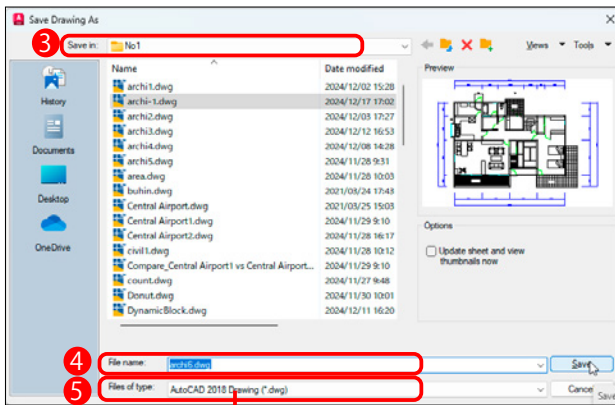 Save Drawing As
3 Save in: No1 Views Tools
Name Date modified Preview
archi1.dwg 2024/12/02 15:28
archi-1.dwg 2024/12/17 17:02
archi2.dwg 2024/12/03 17:27
archi3.dwg 2024/12/12 16:53
archi4.dwg 2024/12/08 14:28
archi5.dwg 2024/11/28 9:31
area.dwg 2024/11/28 10:03
buhin.dwg 2021/03/24 17:43
Central Airport.dwg 2021/03/25 15:03
Central Airport1.dwg 2024/11/29 9:10
Central Airport2.dwg 2024/11/28 16:17
civil1.dwg 2024/11/28 10:12
Compare_Central Airport1 vs Central Airport... 2024/11/29 9:10
count.dwg 2024/11/27 9:48
Donut.dwg 2024/11/30 10:01
DynamicBlock.dwg 2024/12/11 16:20
History
Documents
Desktop
OneDrive
Options
Update sheet and view
thumbnails now
4 File name: archi6.dwg Save
5 Files of type: AutoCAD 2018 Drawing (*.dwg) Cance
Save